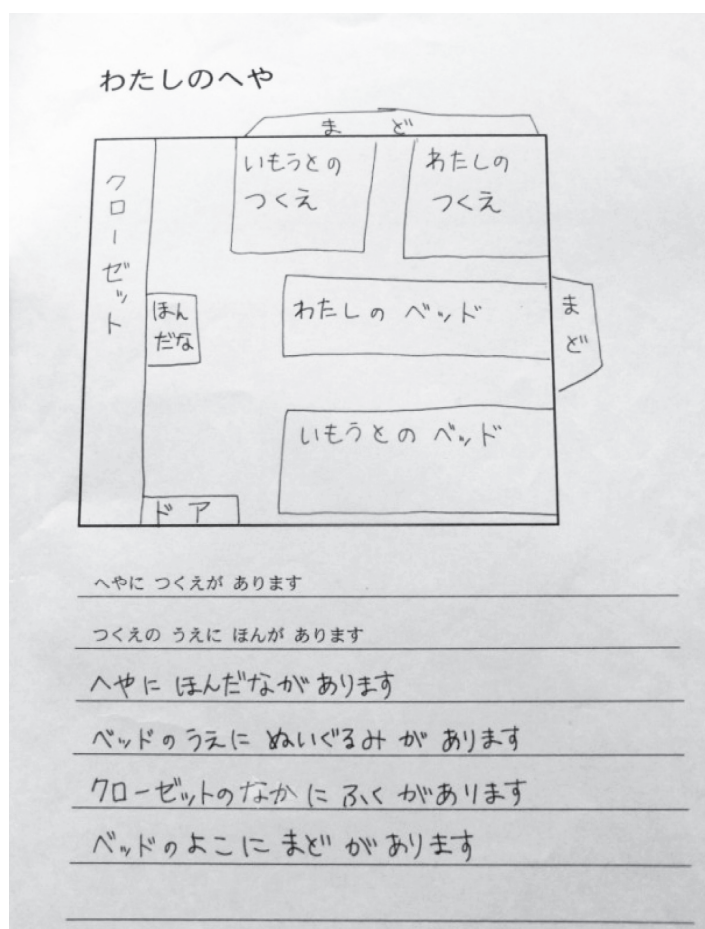 わたしのへや
まど
いもうとの
つくえ
わたしの
つくえ
クローゼット
ほん
だな
わたしの ベッド
まど
いもうとの ベッド
ドア
へやに つくえが あります
つくえの うえに ほんが あります
へやに ほんだながあります
ベッドのうえに ぬいぐるみ が あります
クローゼットのなか に ふく があります
ベッドのよこに まど があります